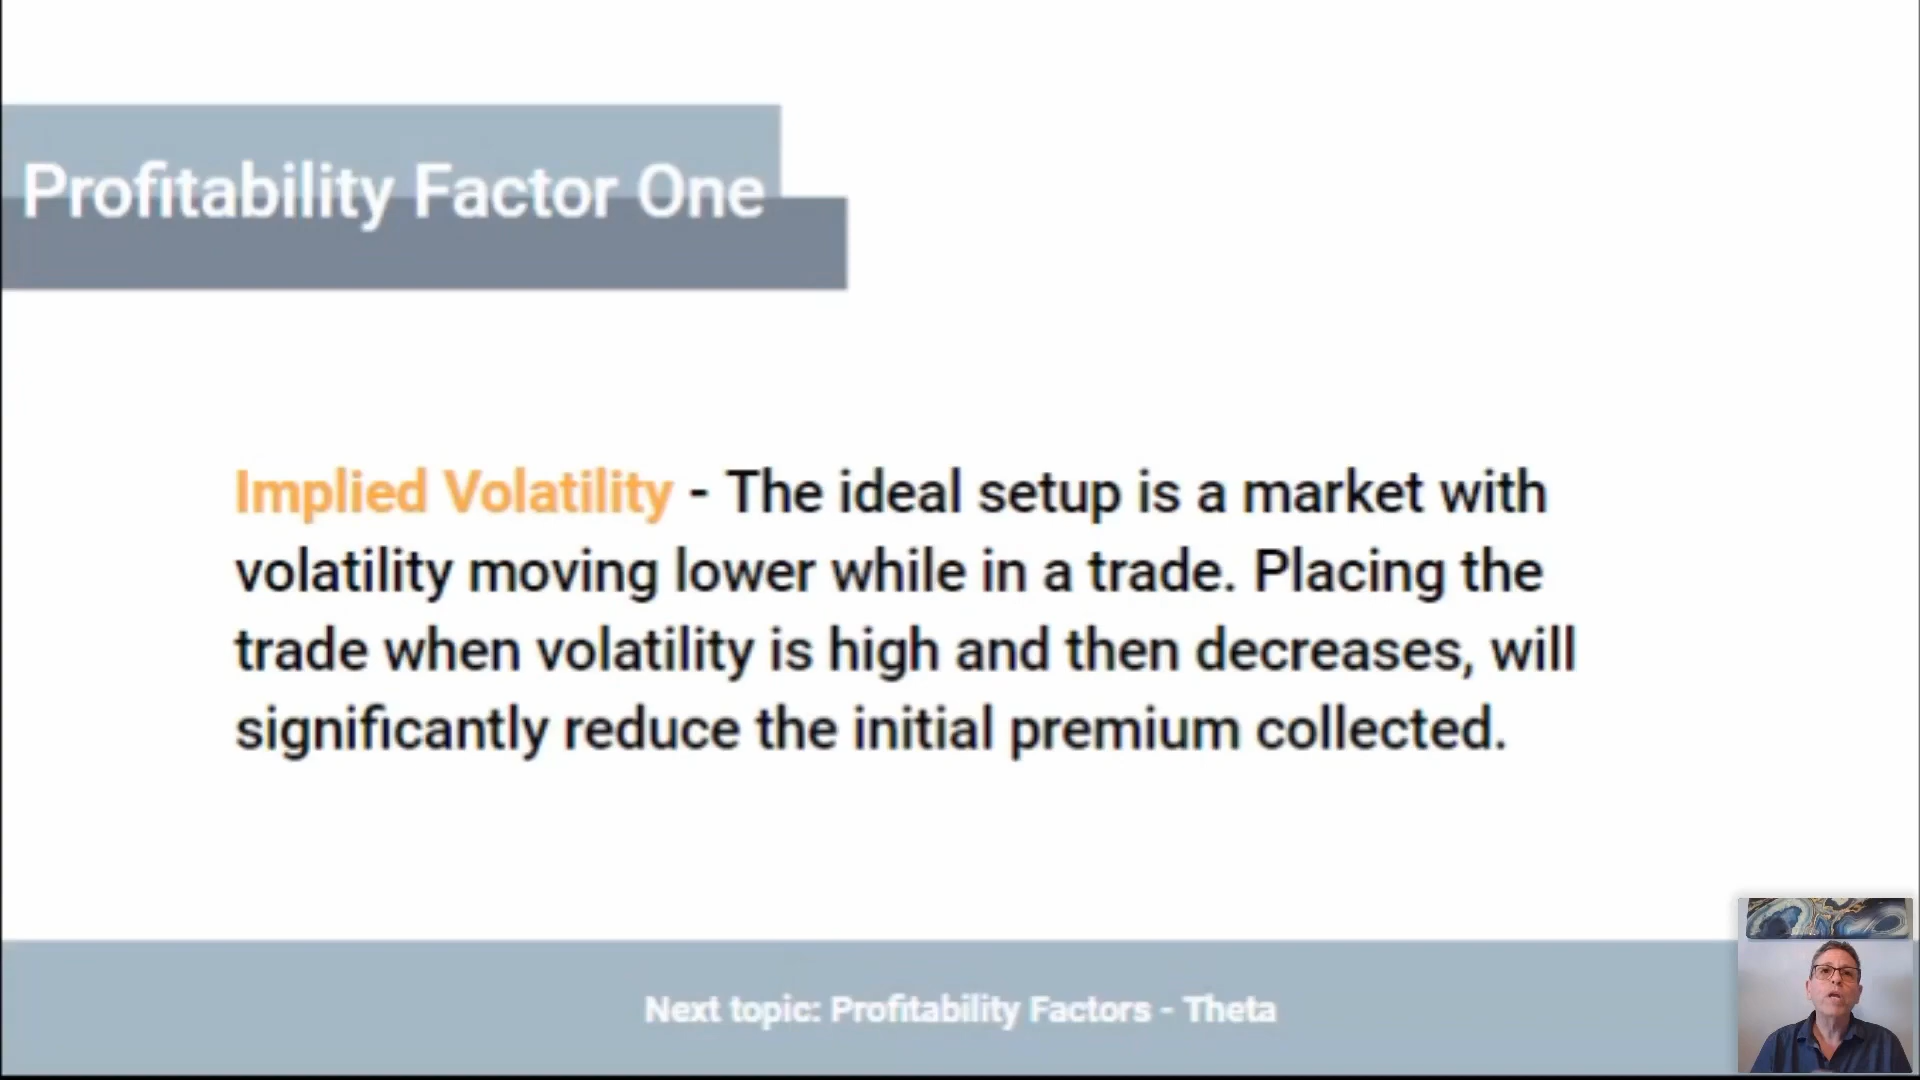 Profitability Factor One
Implied Volatility - The ideal setup is a market with
volatility moving lower while in a trade. Placing the
trade when volatility is high and then decreases, will
significantly reduce the initial premium collected.
Next topic: Profitability Factors - Theta